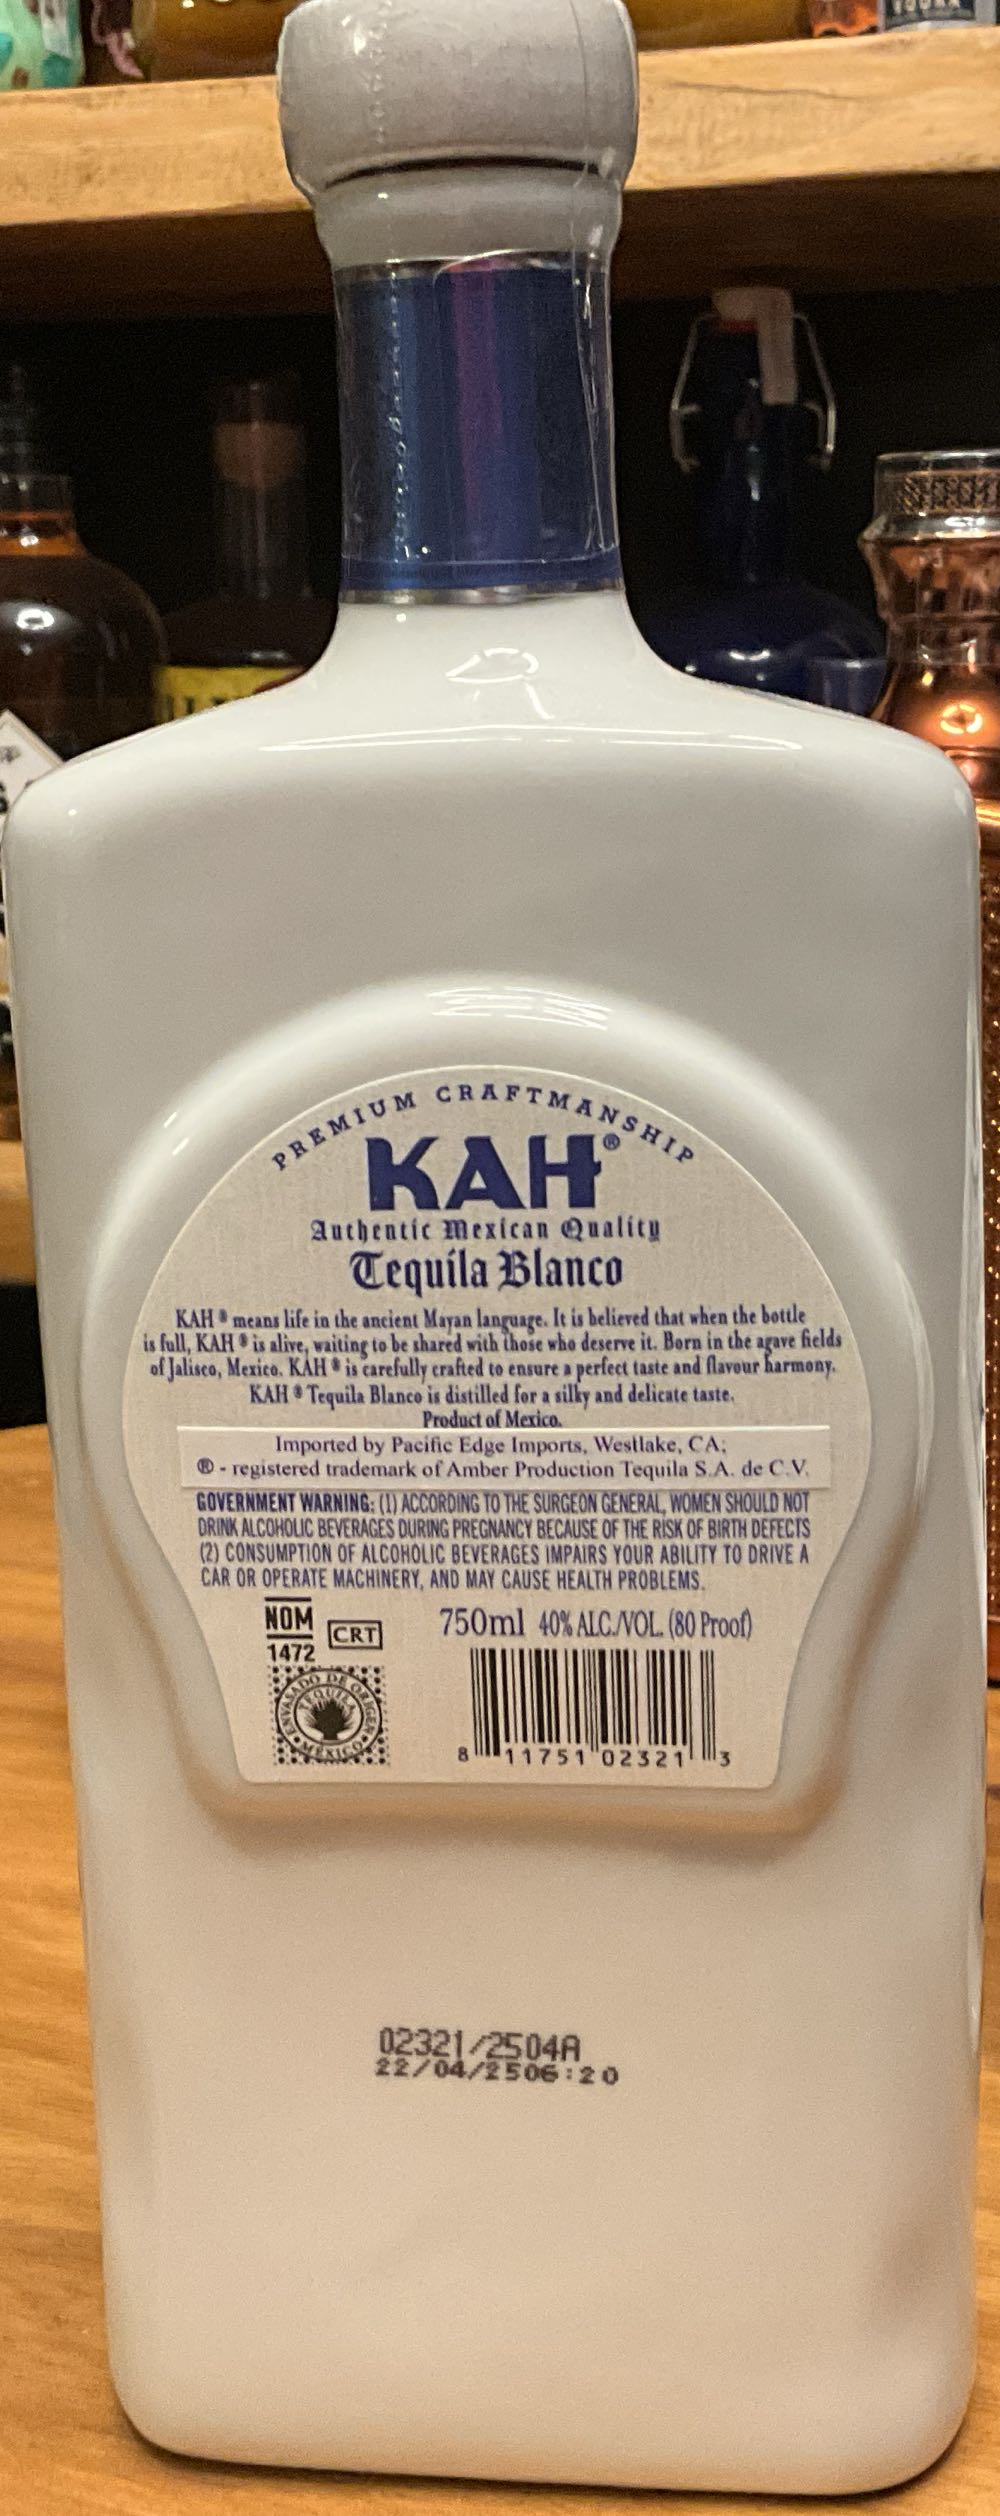 VODKA
PREMIUM CRAFTMANSHIP
KAH®
Authentic Mexican Quality
Tequila Blanco
KAH ® means life in the ancient Mayan language. It is believed that when the bottle
is full, KAH ® is alive, waiting to be shared with those who deserve it. Born in the agave fields
of Jalisco, Mexico. KAH ® is carefully crafted to ensure a perfect taste and flavour harmony.
KAH ® Tequila Blanco is distilled for a silky and delicate taste.
Product of Mexico.
Imported by Pacific Edge Imports, Westlake, CA;
® - registered trademark of Amber Production Tequila S.A. de C.V.
GOVERNMENT WARNING: (1) ACCORDING TO THE SURGEON GENERAL, WOMEN SHOULD NOT
DRINK ALCOHOLIC BEVERAGES DURING PREGNANCY BECAUSE OF THE RISK OF BIRTH DEFECTS
(2) CONSUMPTION OF ALCOHOLIC BEVERAGES IMPAIRS YOUR ABILITY TO DRIVE A
CAR OR OPERATE MACHINERY, AND MAY CAUSE HEALTH PROBLEMS.
NOM CRT 750ml 40% ALC./VOL. (80 Proof)
1472
ENVASADO DE ORIGEN
TEQUILA
MÉXICO
8 11751 02321 3
02321/2504A
22/04/2506:20